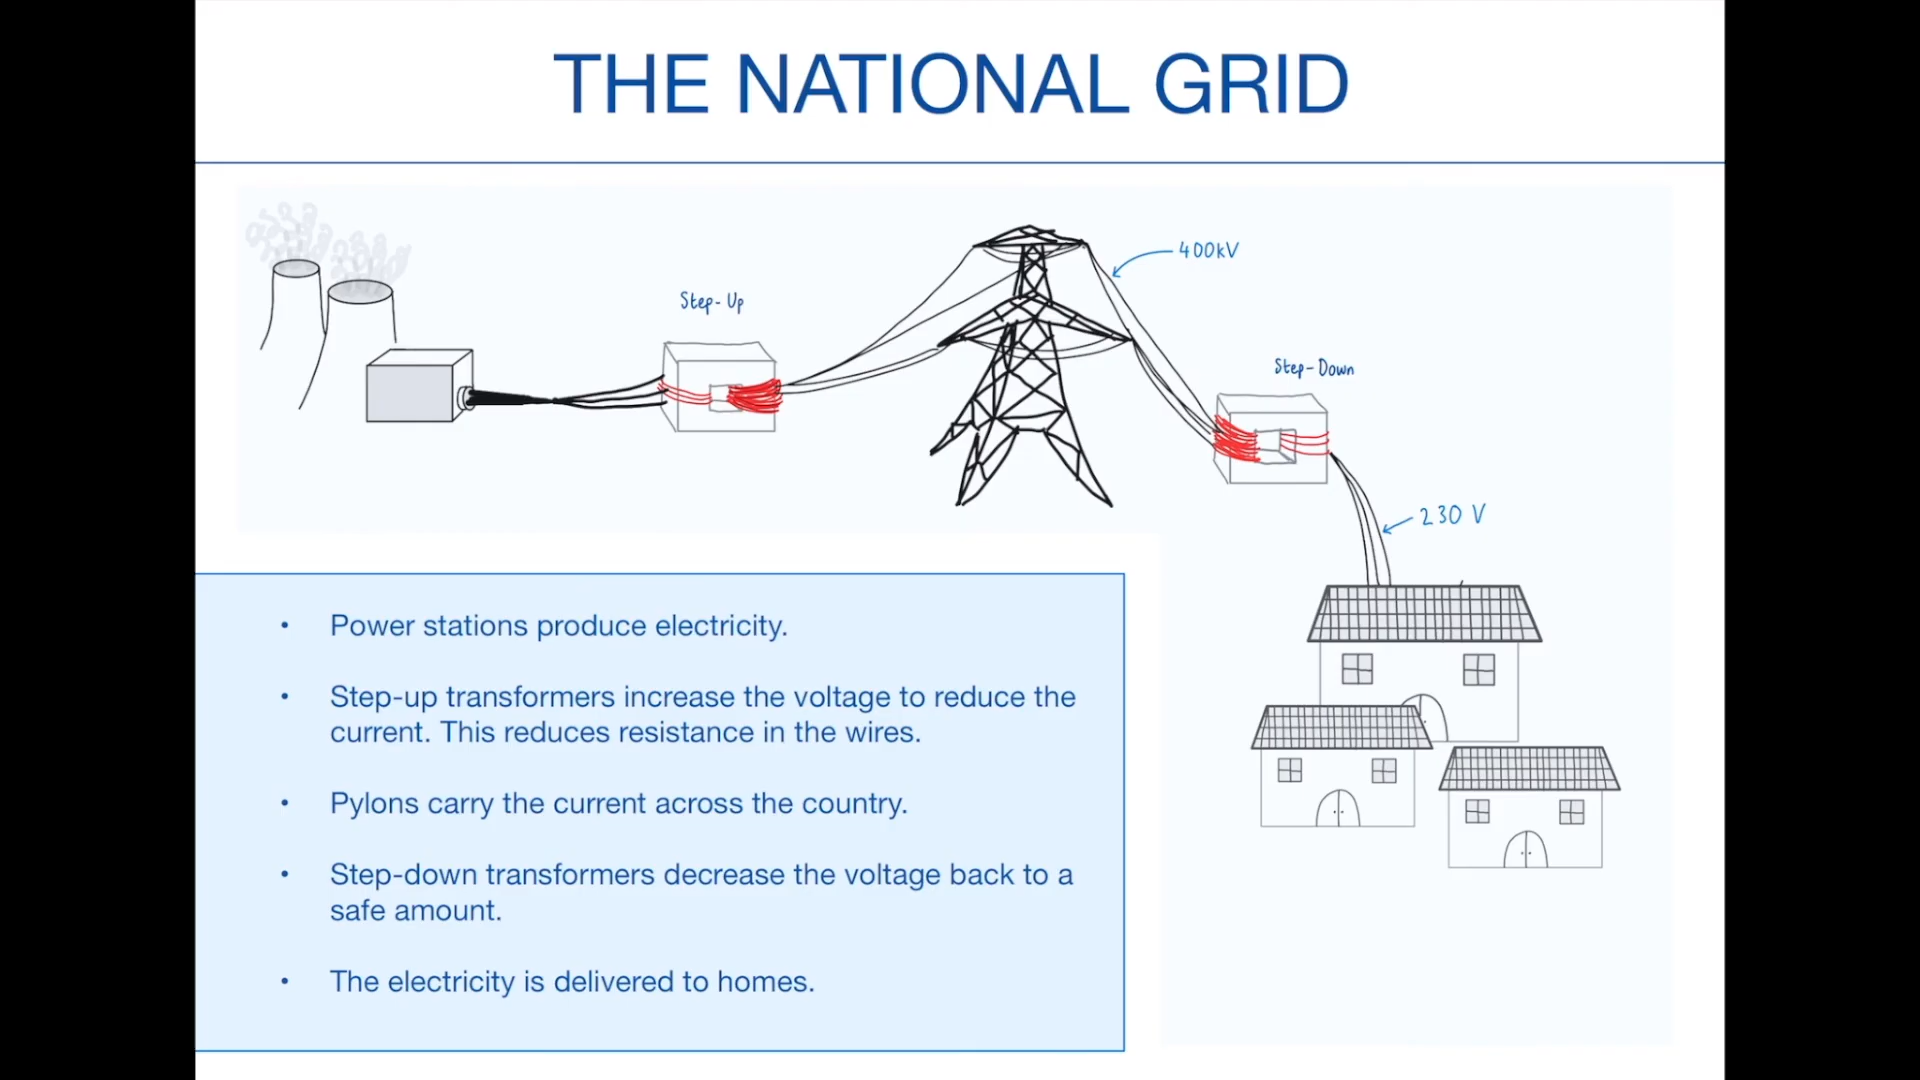 THE NATIONAL GRID
400kV
Step-Up
Step-Down
230 V
• Power stations produce electricity.
• Step-up transformers increase the voltage to reduce the
current. This reduces resistance in the wires.
• Pylons carry the current across the country.
• Step-down transformers decrease the voltage back to a
safe amount.
• The electricity is delivered to homes.